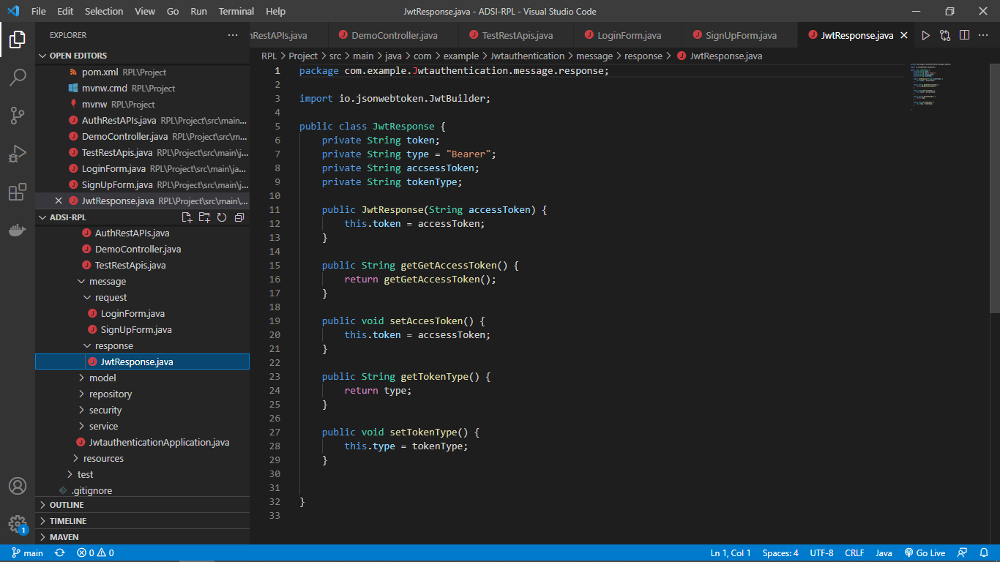 File Edit Selection View Go Run Terminal Help
JwtResponse.java - ADSI-RPL - Visual Studio Code
EXPLORER
OPEN EDITORS
pom.xml RPL\Project
mvnw.cmd RPL\Project
mvnw RPL\Project
AuthRestAPIs.java RPL\Project\src\main...
DemoController.java RPL\Project\src\m...
TestRestApis.java RPL\Project\src\main\j...
LoginForm.java RPL\Project\src\main\ja...
SignUpForm.java RPL\Project\src\main\j...
JwtResponse.java RPL\Project\src\main\...
ADSI-RPL
AuthRestAPIs.java
DemoController.java
TestRestApis.java
message
request
LoginForm.java
SignUpForm.java
response
JwtResponse.java
model
repository
security
service
JwtauthenticationApplication.java
resources
test
.gitignore
OUTLINE
TIMELINE
MAVEN
hRestAPIs.java DemoController.java TestRestApis.java LoginForm.java SignUpForm.java JwtResponse.java
RPL > Project > src > main > java > com > example > Jwtauthentication > message > response > JwtResponse.java
1 package com.example.Jwtauthentication.message.response;
2
3 import io.jsonwebtoken.JwtBuilder;
4
5 public class JwtResponse {
6 private String token;
7 private String type = "Bearer";
8 private String accsessToken;
9 private String tokenType;
10
11 public JwtResponse(String accessToken) {
12 this.token = accessToken;
13 }
14
15 public String getGetAccessToken() {
16 return getGetAccessToken();
17 }
18
19 public void setAccesToken() {
20 this.token = accsessToken;
21 }
22
23 public String getTokenType() {
24 return type;
25 }
26
27 public void setTokenType() {
28 this.type = tokenType;
29 }
30
31
32 }
33
1
main 0 0 Ln 1, Col 1 Spaces: 4 UTF-8 CRLF Java Go Live